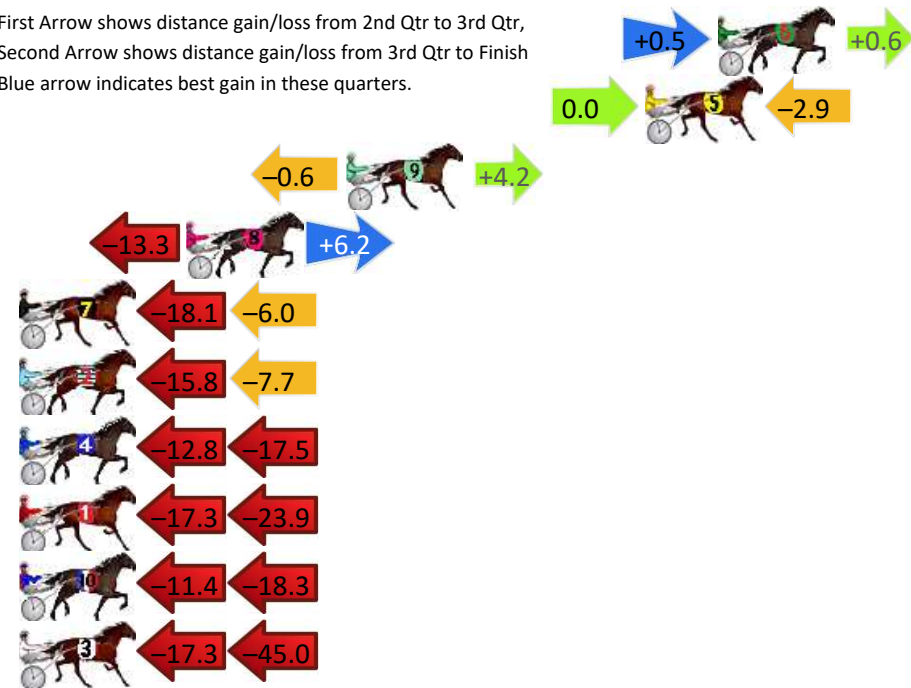 First Arrow shows distance gain/loss from 2nd Qtr to 3rd Qtr,
Second Arrow shows distance gain/loss from 3rd Qtr to Finish
Blue arrow indicates best gain in these quarters.
+0.5 6 +0.6
0.0 5 –2.9
–0.6 9 +4.2
–13.3 8 +6.2
7 –18.1 –6.0
2 –15.8 –7.7
4 –12.8 –17.5
1 –17.3 –23.9
10 –11.4 –18.3
3 –17.3 –45.0